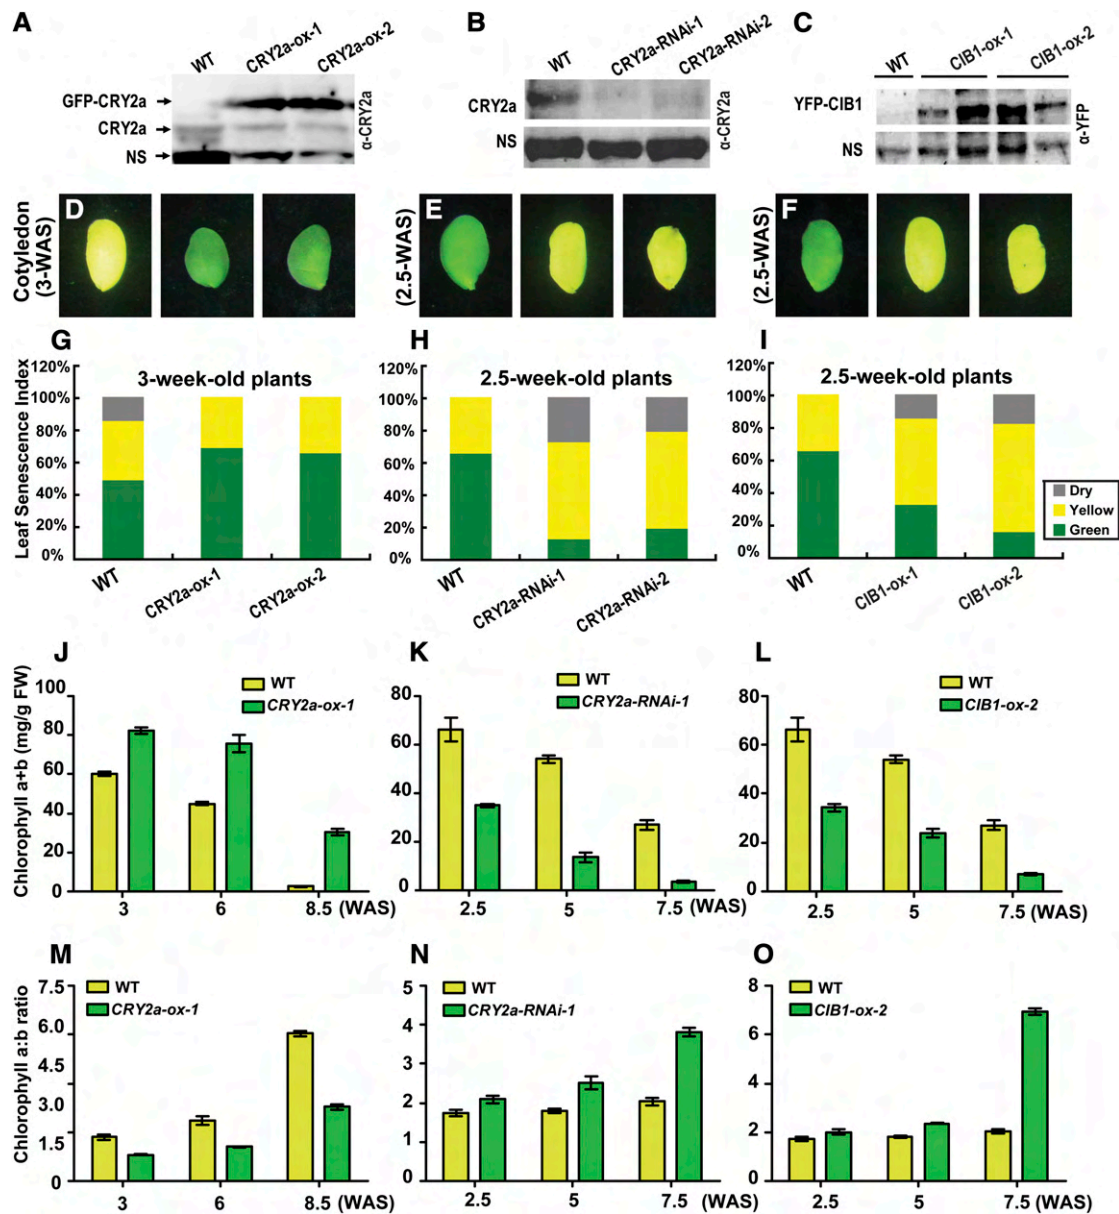 A
WT
CRY2a-ox-1
CRY2a-ox-2
GFP-CRY2a
CRY2a
NS
α-CRY2a
B
WT
CRY2a-RNAi-1
CRY2a-RNAi-2
CRY2a
NS
α-CRY2a
C
WT
CIB1-ox-1
CIB1-ox-2
YFP-CIB1
NS
α-YFP
Cotyledon
(3-WAS)
D
(2.5-WAS)
E
(2.5-WAS)
F
G
Leaf Senescence Index
120%
100%
80%
60%
40%
20%
0%
3-week-old plants
WT
CRY2a-ox-1
CRY2a-ox-2
H
120%
100%
80%
60%
40%
20%
0%
2.5-week-old plants
WT
CRY2a-RNAi-1
CRY2a-RNAi-2
I
120%
100%
80%
60%
40%
20%
0%
2.5-week-old plants
WT
CIB1-ox-1
CIB1-ox-2
Dry
Yellow
Green
J
Chlorophyll a+b (mg/g FW)
100
80
60
40
20
0
WT
CRY2a-ox-1
3 6 8.5 (WAS)
K
80
60
40
20
0
WT
CRY2a-RNAi-1
2.5 5 7.5 (WAS)
L
80
60
40
20
0
WT
CIB1-ox-2
2.5 5 7.5 (WAS)
M
Chlorophyll a:b ratio
7.5
6.0
4.5
3.0
1.5
0
WT
CRY2a-ox-1
3 6 8.5 (WAS)
N
5
4
3
2
1
0
WT
CRY2a-RNAi-1
2.5 5 7.5 (WAS)
O
8
6
4
2
0
WT
CIB1-ox-2
2.5 5 7.5 (WAS)